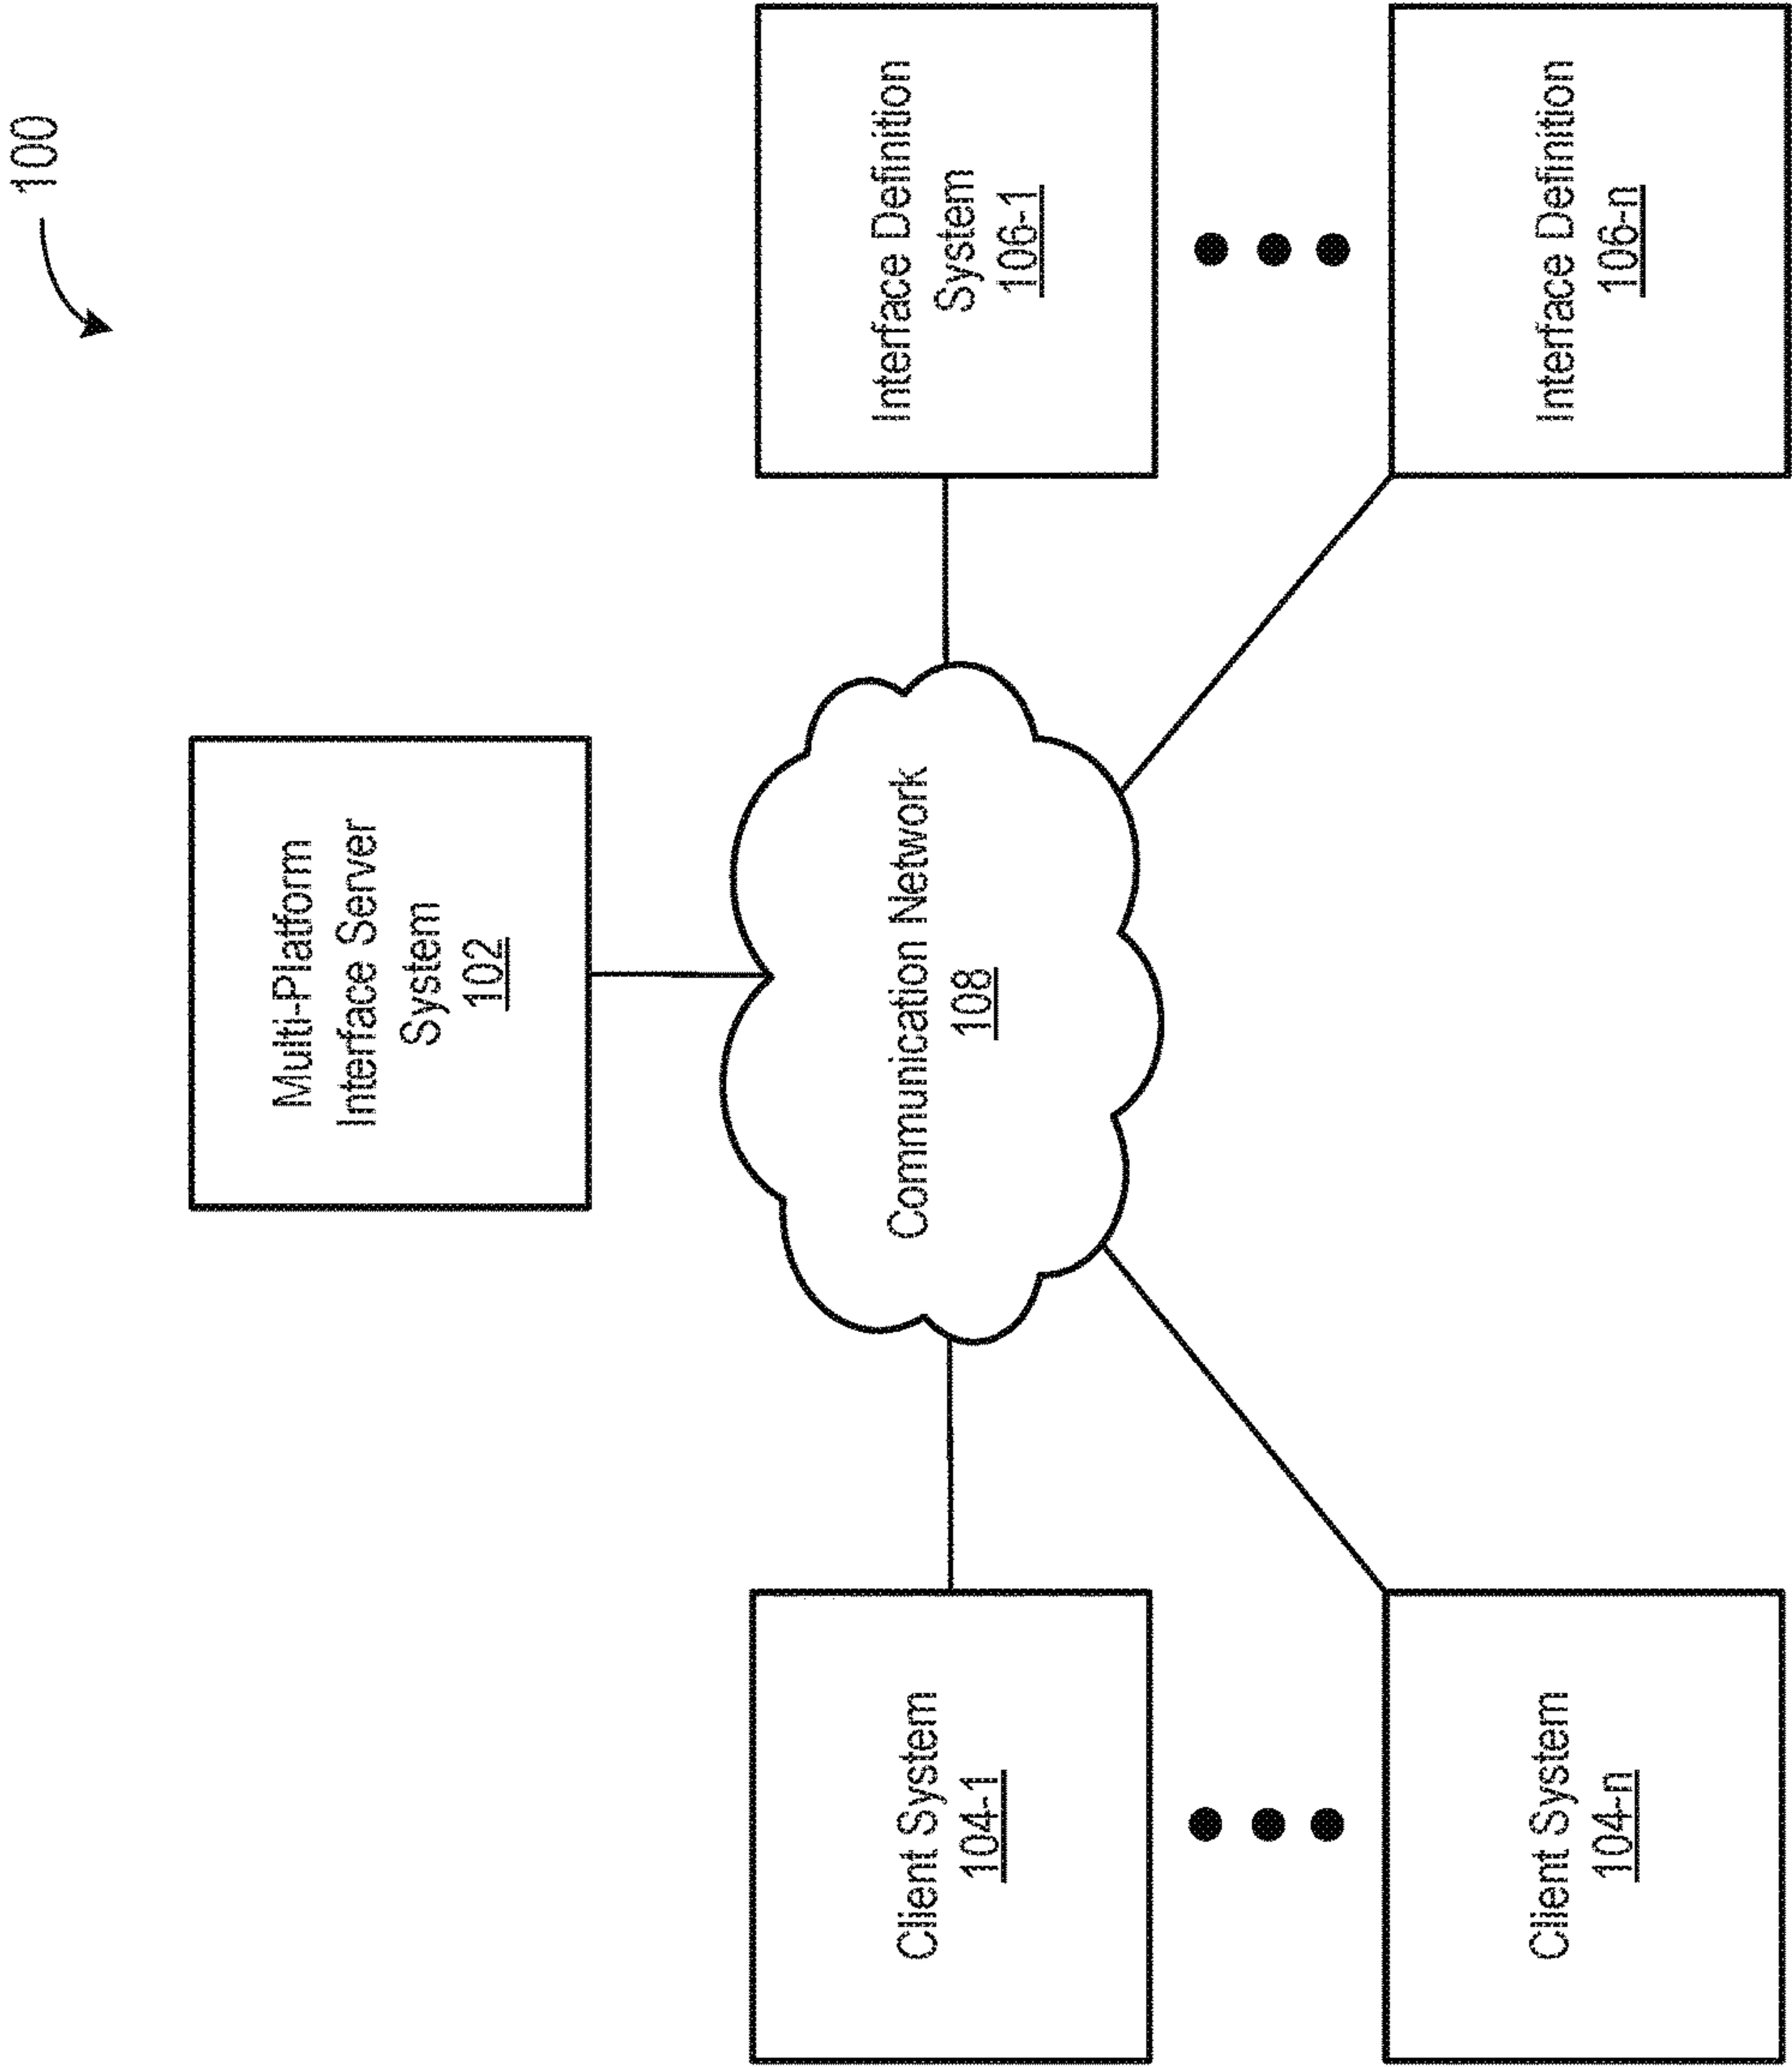 100
Multi-Platform
Interface Server
System
102
Communication Network
108
Client System
104-1
Client System
104-n
Interface Definition
System
106-1
Interface Definition
106-n